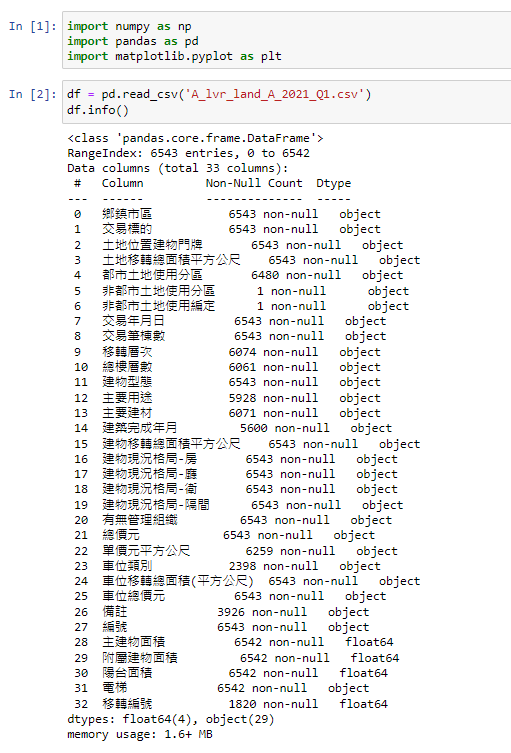 In [1]: import numpy as np
import pandas as pd
import matplotlib.pyplot as plt
In [2]: df = pd.read_csv('A_lvr_land_A_2021_Q1.csv')
df.info()
<class 'pandas.core.frame.DataFrame'>
RangeIndex: 6543 entries, 0 to 6542
Data columns (total 33 columns):
# Column Non-Null Count Dtype
--- ------ -------------- -----
0 鄉鎮市區 6543 non-null object
1 交易標的 6543 non-null object
2 土地位置建物門牌 6543 non-null object
3 土地移轉總面積平方公尺 6543 non-null object
4 都市土地使用分區 6480 non-null object
5 非都市土地使用分區 1 non-null object
6 非都市土地使用編定 1 non-null object
7 交易年月日 6543 non-null object
8 交易筆棟數 6543 non-null object
9 移轉層次 6074 non-null object
10 總樓層數 6061 non-null object
11 建物型態 6543 non-null object
12 主要用途 5928 non-null object
13 主要建材 6071 non-null object
14 建築完成年月 5600 non-null object
15 建物移轉總面積平方公尺 6543 non-null object
16 建物現況格局-房 6543 non-null object
17 建物現況格局-廳 6543 non-null object
18 建物現況格局-衛 6543 non-null object
19 建物現況格局-隔間 6543 non-null object
20 有無管理組織 6543 non-null object
21 總價元 6543 non-null object
22 單價元平方公尺 6259 non-null object
23 車位類別 2398 non-null object
24 車位移轉總面積(平方公尺) 6543 non-null object
25 車位總價元 6543 non-null object
26 備註 3926 non-null object
27 編號 6543 non-null object
28 主建物面積 6542 non-null float64
29 附屬建物面積 6542 non-null float64
30 陽台面積 6542 non-null float64
31 電梯 6542 non-null object
32 移轉編號 1820 non-null float64
dtypes: float64(4), object(29)
memory usage: 1.6+ MB